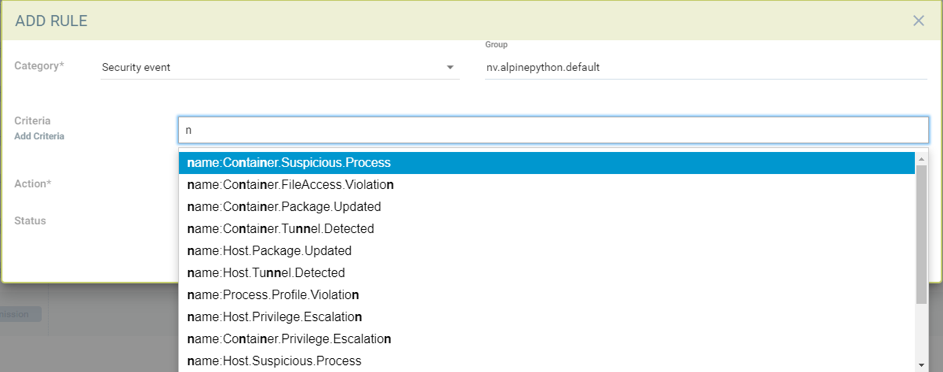 ADD RULE
Group
Category*
Security event
nv.alpinepython.default
Criteria
Add Criteria
n
name:Container.Suspicious.Process
name:Container.FileAccess.Violation
Action*
name:Container.Package.Updated
Status
name:Container.Tunnel.Detected
name:Host.Package.Updated
name:Host.Tunnel.Detected
name:Process.Profile.Violation
name:Host.Privilege.Escalation
name:Container.Privilege.Escalation
name:Host.Suspicious.Process